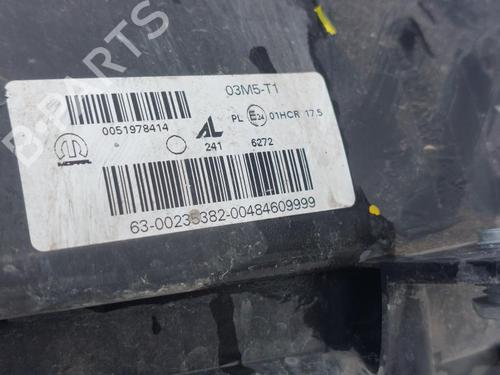 B-PARTS
03M5-T1
0051978414
AL
PL E24 01HCR 17.5
241 6272
MOPAR
63-00235382-00484609999